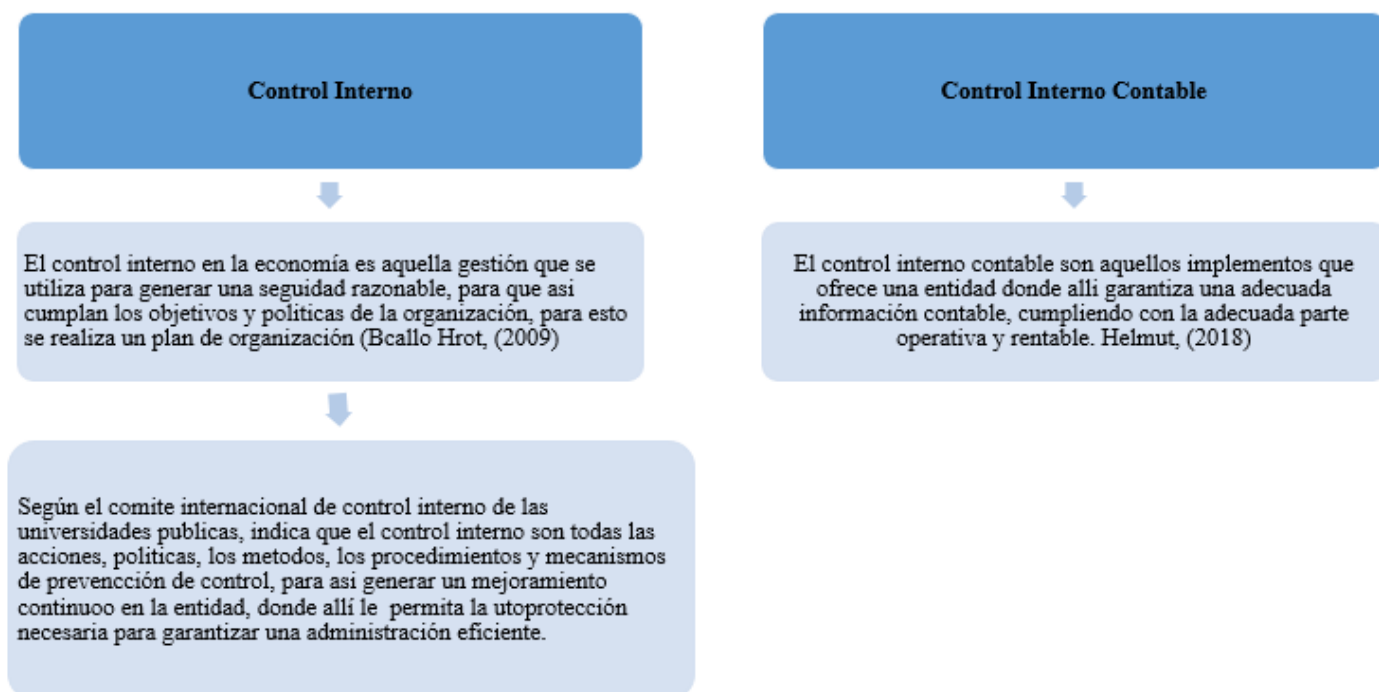 Control Interno
El control interno en la economía es aquella gestión que se
utiliza para generar una seguidad razonable, para que asi
cumplan los objetivos y politicas de la organización, para esto
se realiza un plan de organización (Bcallo Hrot, (2009)
Según el comite internacional de control interno de las
universidades publicas, indica que el control interno son todas las
acciones, politicas, los metodos, los procedimientos y mecanismos
de prevencción de control, para asi generar un mejoramiento
continuoo en la entidad, donde allí le permita la utoprotección
necesaria para garantizar una administración eficiente.
Control Interno Contable
El control interno contable son aquellos implementos que
ofrece una entidad donde alli garantiza una adecuada
información contable, cumpliendo con la adecuada parte
operativa y rentable. Helmut, (2018)